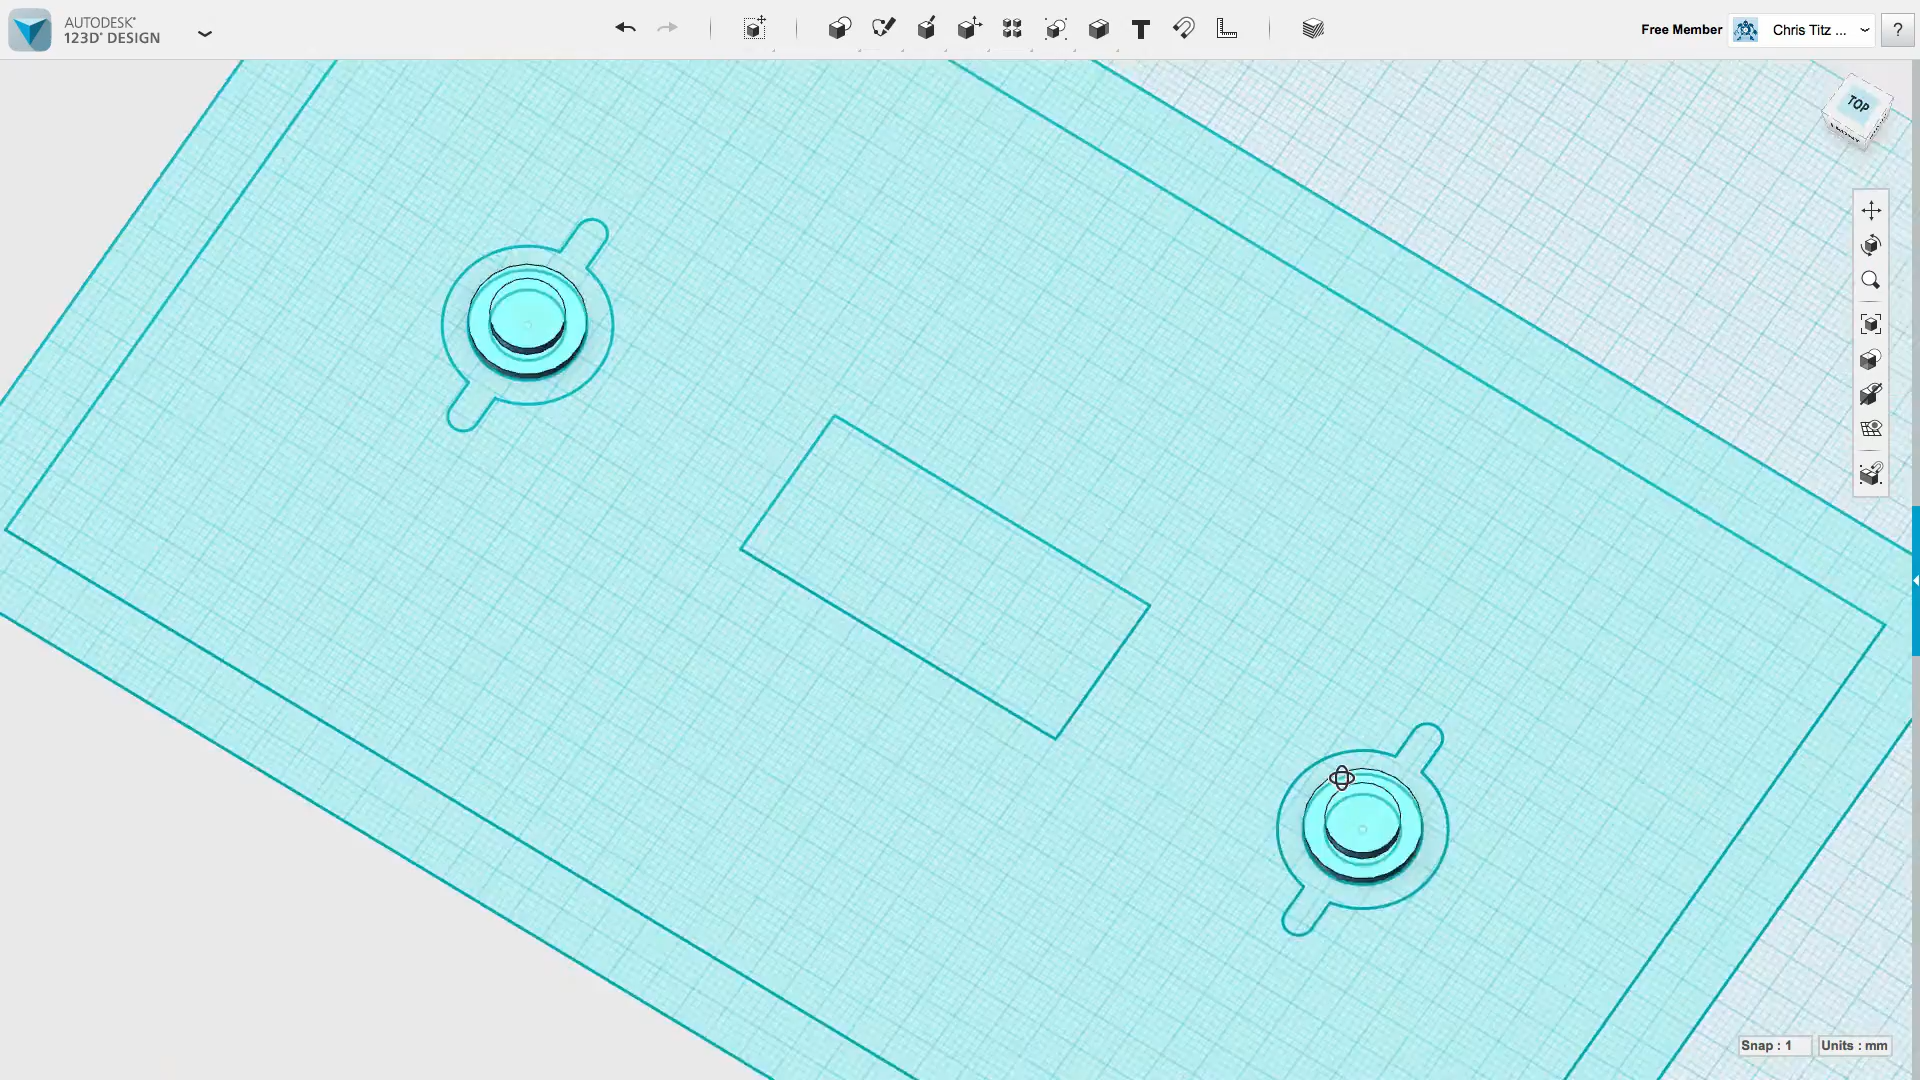 AUTODESK®
123D® DESIGN
T
Free Member
Chris Titz ...
?
TOP
Snap : 1
Units : mm